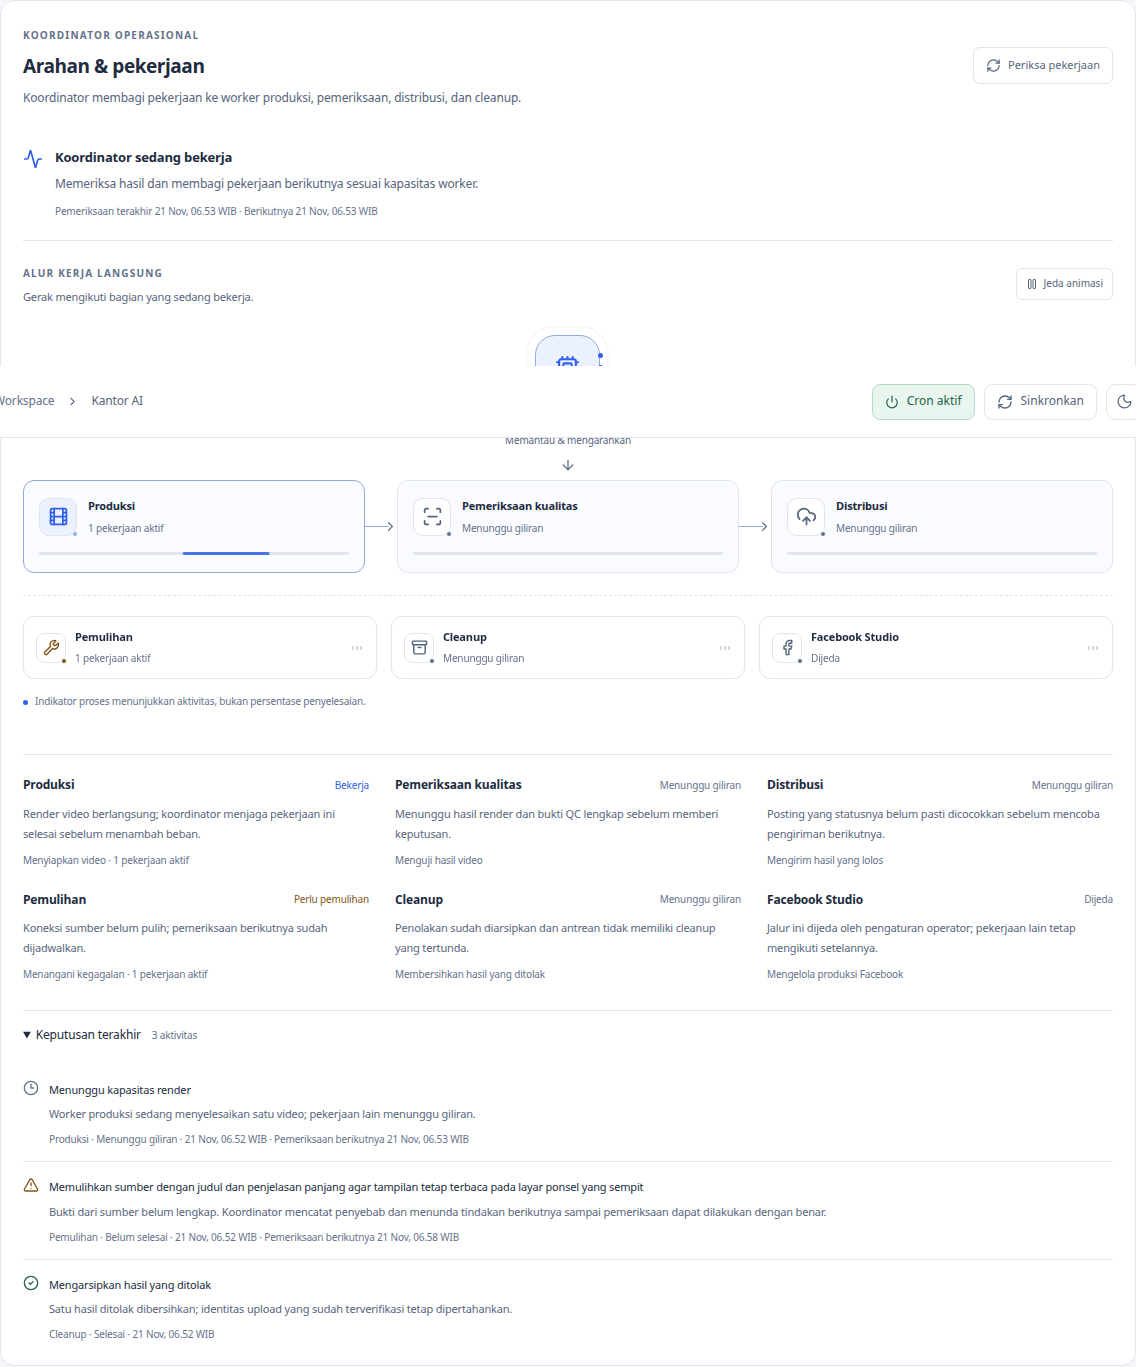 KOORDINATOR OPERASIONAL
Arahan & pekerjaan
Periksa pekerjaan
Koordinator membagi pekerjaan ke worker produksi, pemeriksaan, distribusi, dan cleanup.
Koordinator sedang bekerja
Memeriksa hasil dan membagi pekerjaan berikutnya sesuai kapasitas worker.
Pemeriksaan terakhir 21 Nov, 06.53 WIB · Berikutnya 21 Nov, 06.53 WIB
ALUR KERJA LANGSUNG
Jeda animasi
Gerak mengikuti bagian yang sedang bekerja.
Workspace
Kantor AI
Cron aktif
Sinkronkan
Memantau & mengarahkan
Produksi
1 pekerjaan aktif
Pemeriksaan kualitas
Menunggu giliran
Distribusi
Menunggu giliran
Pemulihan
1 pekerjaan aktif
Cleanup
Menunggu giliran
Facebook Studio
Dijeda
Indikator proses menunjukkan aktivitas, bukan persentase penyelesaian.
Produksi
Bekerja
Render video berlangsung; koordinator menjaga pekerjaan ini
selesai sebelum menambah beban.
Menyiapkan video · 1 pekerjaan aktif
Pemeriksaan kualitas
Menunggu giliran
Menunggu hasil render dan bukti QC lengkap sebelum memberi
keputusan.
Menguji hasil video
Distribusi
Menunggu giliran
Posting yang statusnya belum pasti dicocokkan sebelum mencoba
pengiriman berikutnya.
Mengirim hasil yang lolos
Pemulihan
Perlu pemulihan
Koneksi sumber belum pulih; pemeriksaan berikutnya sudah
dijadwalkan.
Menangani kegagalan · 1 pekerjaan aktif
Cleanup
Menunggu giliran
Penolakan sudah diarsipkan dan antrean tidak memiliki cleanup
yang tertunda.
Membersihkan hasil yang ditolak
Facebook Studio
Dijeda
Jalur ini dijeda oleh pengaturan operator; pekerjaan lain tetap
mengikuti setelannya.
Mengelola produksi Facebook
Keputusan terakhir 3 aktivitas
Menunggu kapasitas render
Worker produksi sedang menyelesaikan satu video; pekerjaan lain menunggu giliran.
Produksi · Menunggu giliran · 21 Nov, 06.52 WIB · Pemeriksaan berikutnya 21 Nov, 06.53 WIB
Memulihkan sumber dengan judul dan penjelasan panjang agar tampilan tetap terbaca pada layar ponsel yang sempit
Bukti dari sumber belum lengkap. Koordinator mencatat penyebab dan menunda tindakan berikutnya sampai pemeriksaan dapat dilakukan dengan benar.
Pemulihan · Belum selesai · 21 Nov, 06.52 WIB · Pemeriksaan berikutnya 21 Nov, 06.58 WIB
Mengarsipkan hasil yang ditolak
Satu hasil ditolak dibersihkan; identitas upload yang sudah terverifikasi tetap dipertahankan.
Cleanup · Selesai · 21 Nov, 06.52 WIB